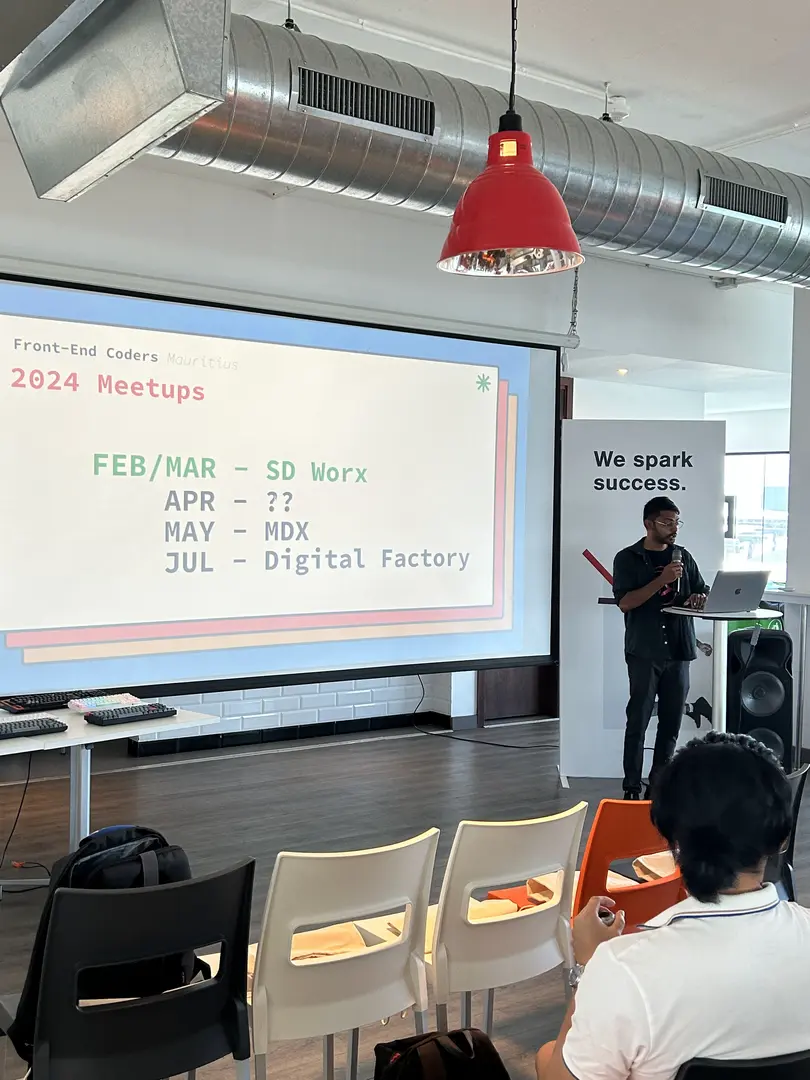 Front-End Coders Mauritius
2024 Meetups
FEB/MAR - SD Worx
APR - ??
MAY - MDX
JUL - Digital Factory
We spark
success.